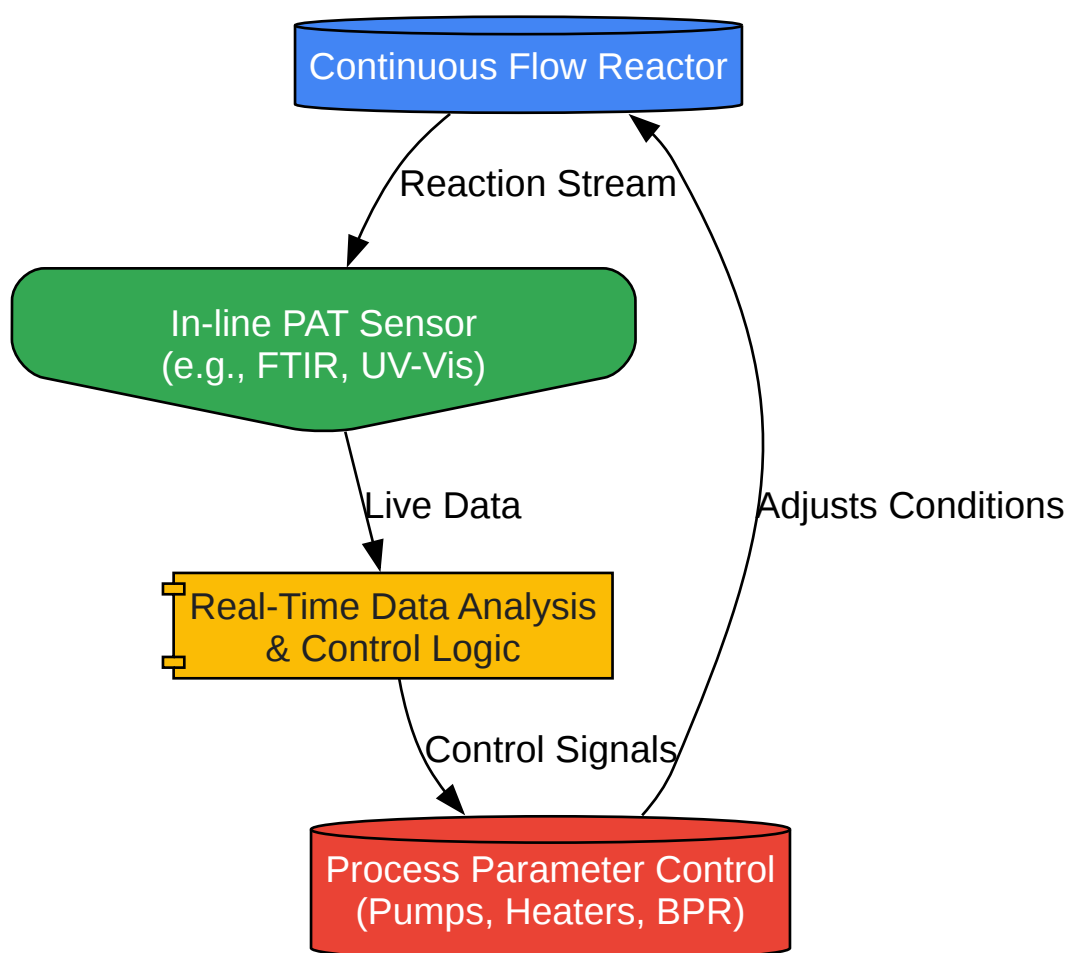 Continuous Flow Reactor
Reaction Stream
In-line PAT Sensor
(e.g., FTIR, UV-Vis)
Live Data
Adjusts Conditions
Real-Time Data Analysis
& Control Logic
Control Signals
Process Parameter Control
(Pumps, Heaters, BPR)